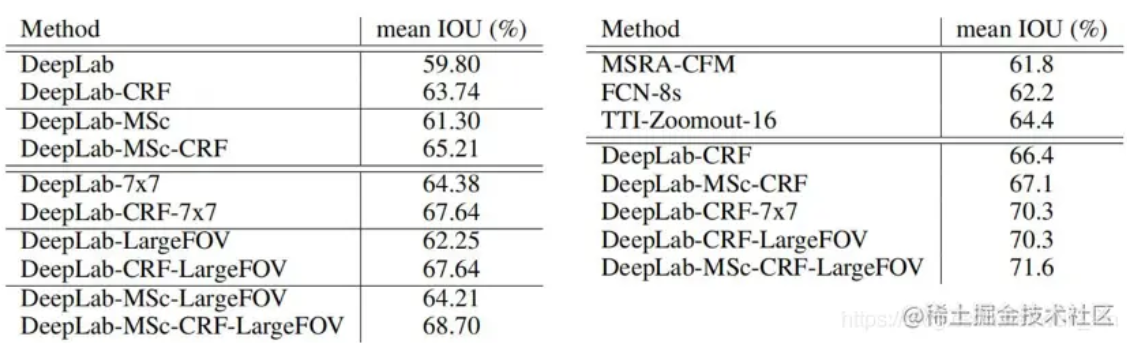 Method mean IOU (%)
DeepLab 59.80
DeepLab-CRF 63.74
DeepLab-MSc 61.30
DeepLab-MSc-CRF 65.21
DeepLab-7x7 64.38
DeepLab-CRF-7x7 67.64
DeepLab-LargeFOV 62.25
DeepLab-CRF-LargeFOV 67.64
DeepLab-MSc-LargeFOV 64.21
DeepLab-MSc-CRF-LargeFOV 68.70
Method mean IOU (%)
MSRA-CFM 61.8
FCN-8s 62.2
TTI-Zoomout-16 64.4
DeepLab-CRF 66.4
DeepLab-MSc-CRF 67.1
DeepLab-CRF-7x7 70.3
DeepLab-CRF-LargeFOV 70.3
DeepLab-MSc-CRF-LargeFOV 71.6
@稀土掘金技术社区